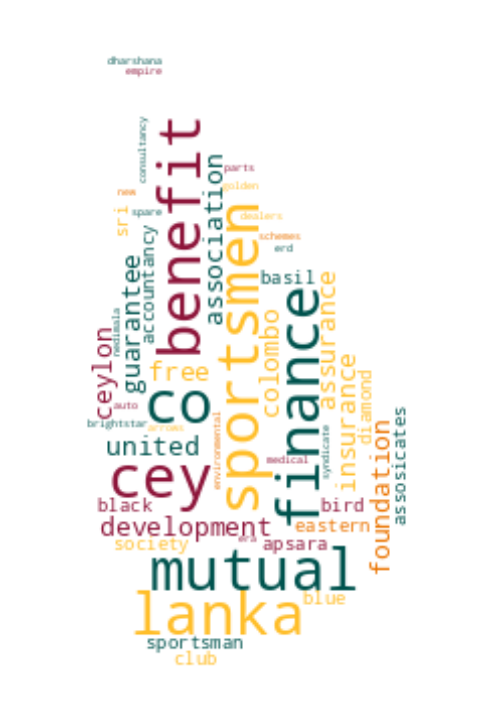 dharshana
empire
consultancy
benefit
parts
association
golden
new
sri
spare
sportsmen
dealers
schemes
erd
accountancy
guarantee
basil
finance
assurance
colombo
nedimala
ceylon
free
insurance
diamond
auto
co
brightstar
arrows
environmental
assosicates
foundation
united
syndicate
medical
cey
black
bird
development
eastern
era
society
apsara
mutual
lanka
blue
sportsman
club